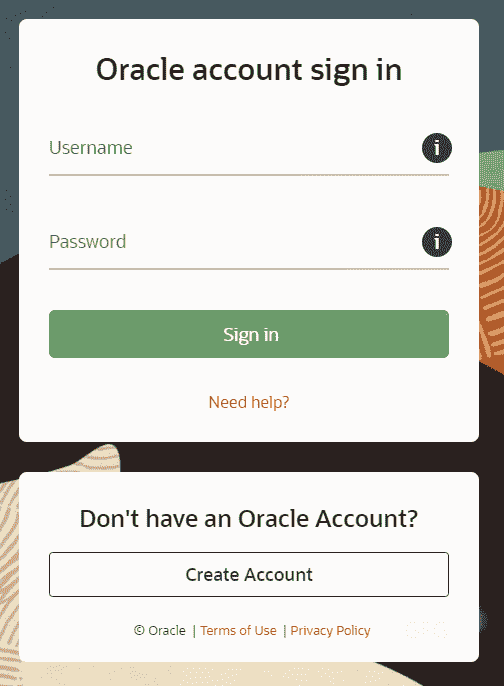 Oracle account sign in
Username
i
Password
i
Sign in
Need help?
Don't have an Oracle Account?
Create Account
© Oracle | Terms of Use | Privacy Policy